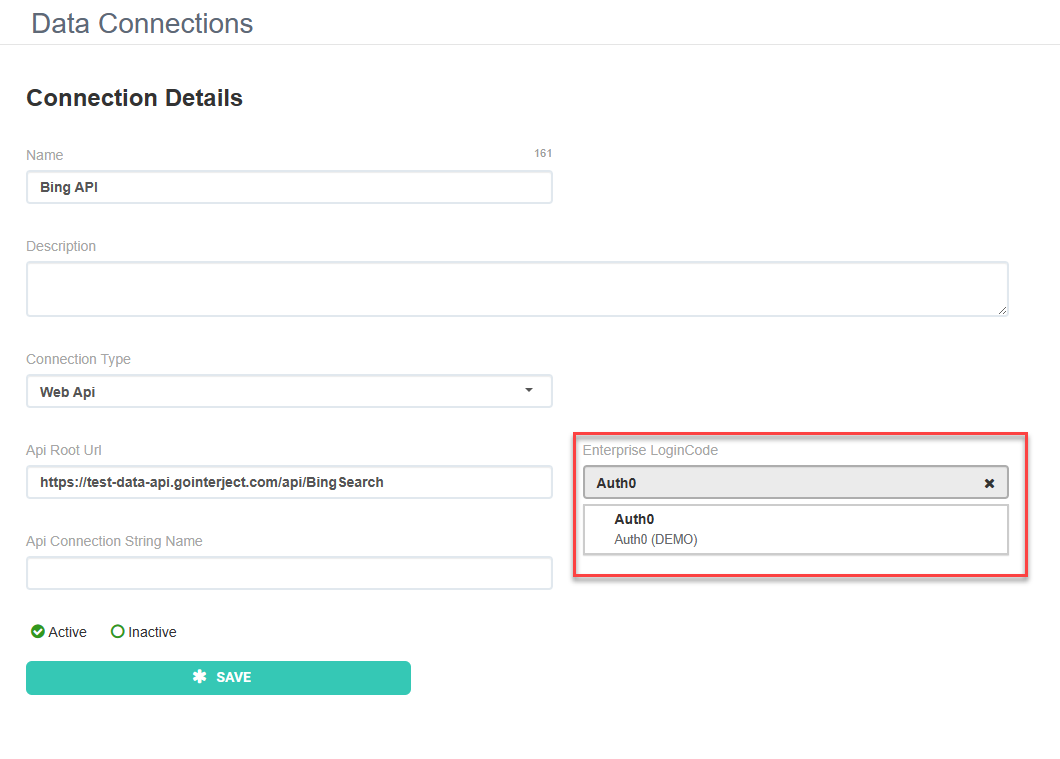 Data Connections
Connection Details
Name 161
Bing API
Description
Connection Type
Web Api
Api Root Url
https://test-data-api.gointerject.com/api/BingSearch
Enterprise LoginCode
Auth0
Auth0
Auth0 (DEMO)
Api Connection String Name
Active Inactive
SAVE